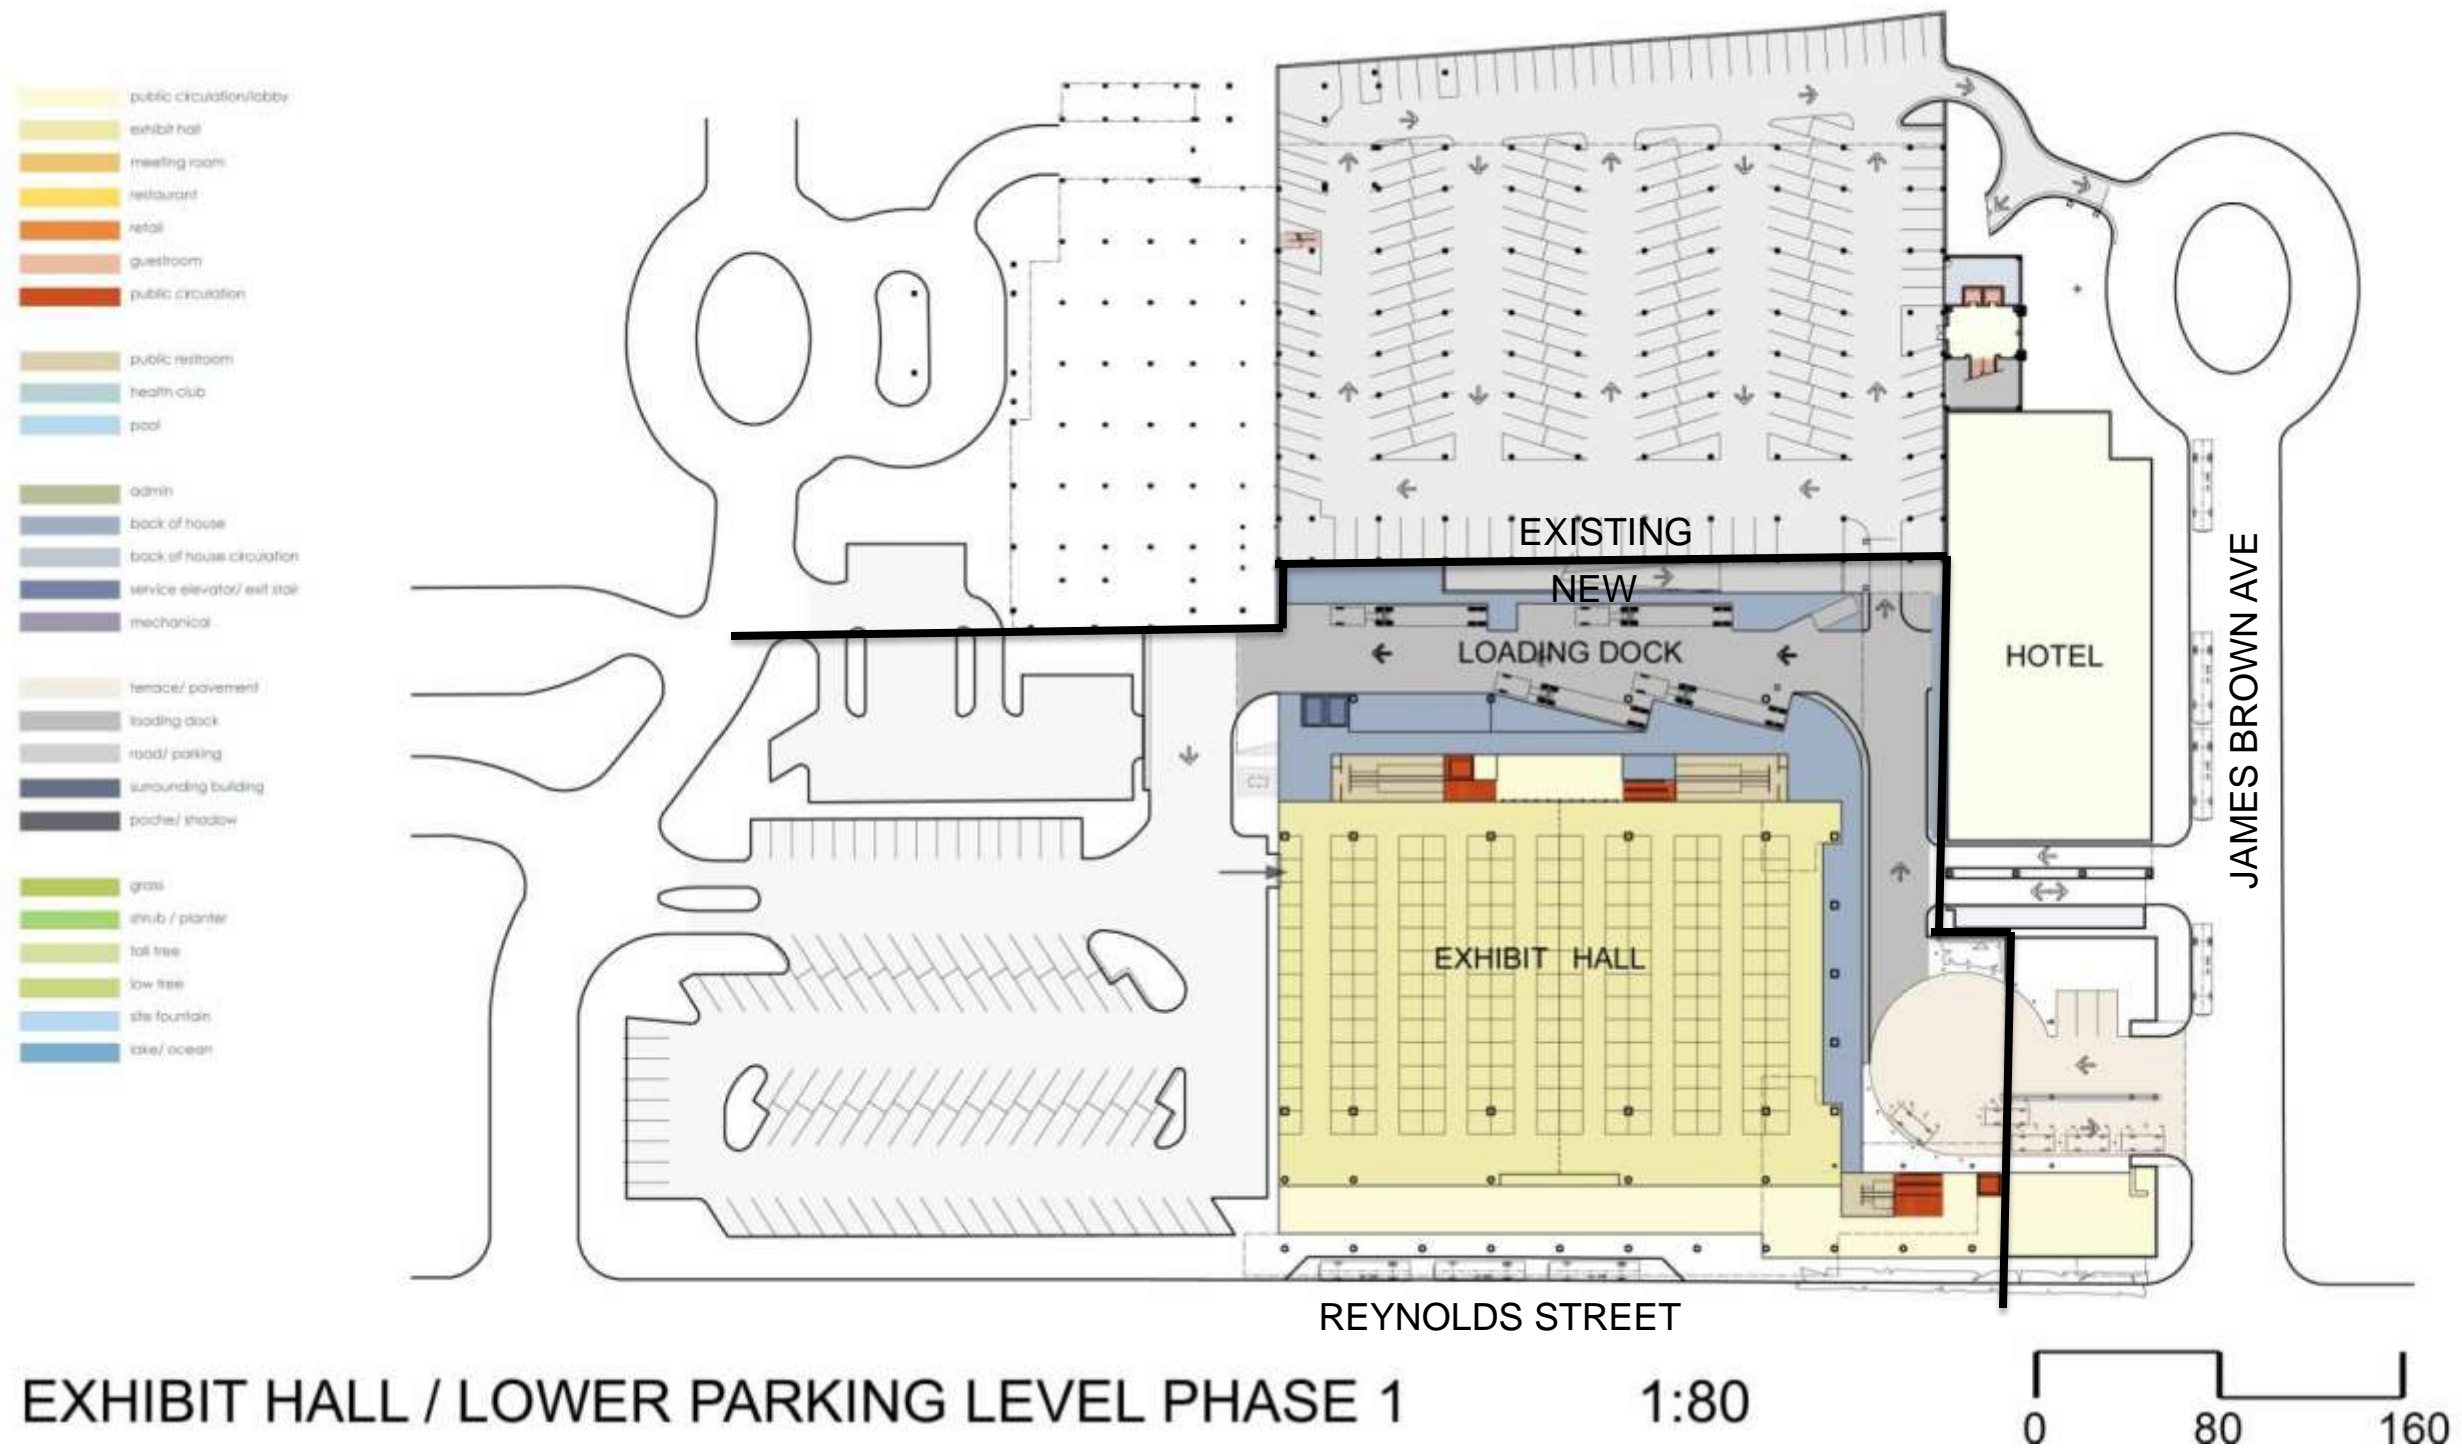 public circulation/lobby
exhibit hall
meeting room
restaurant
retail
guestroom
public circulation
public restroom
health club
pool
admin
back of house
back of house circulation
service elevator/ exit stair
mechanical
terrace/ pavement
loading dock
road/ parking
surrounding building
poche/ shadow
grass
shrub / planter
tall tree
low tree
site fountain
lake/ ocean
EXISTING
NEW
LOADING DOCK
HOTEL
JAMES BROWN AVE
EXHIBIT HALL
REYNOLDS STREET
EXHIBIT HALL / LOWER PARKING LEVEL PHASE 1
1:80
0 80 160